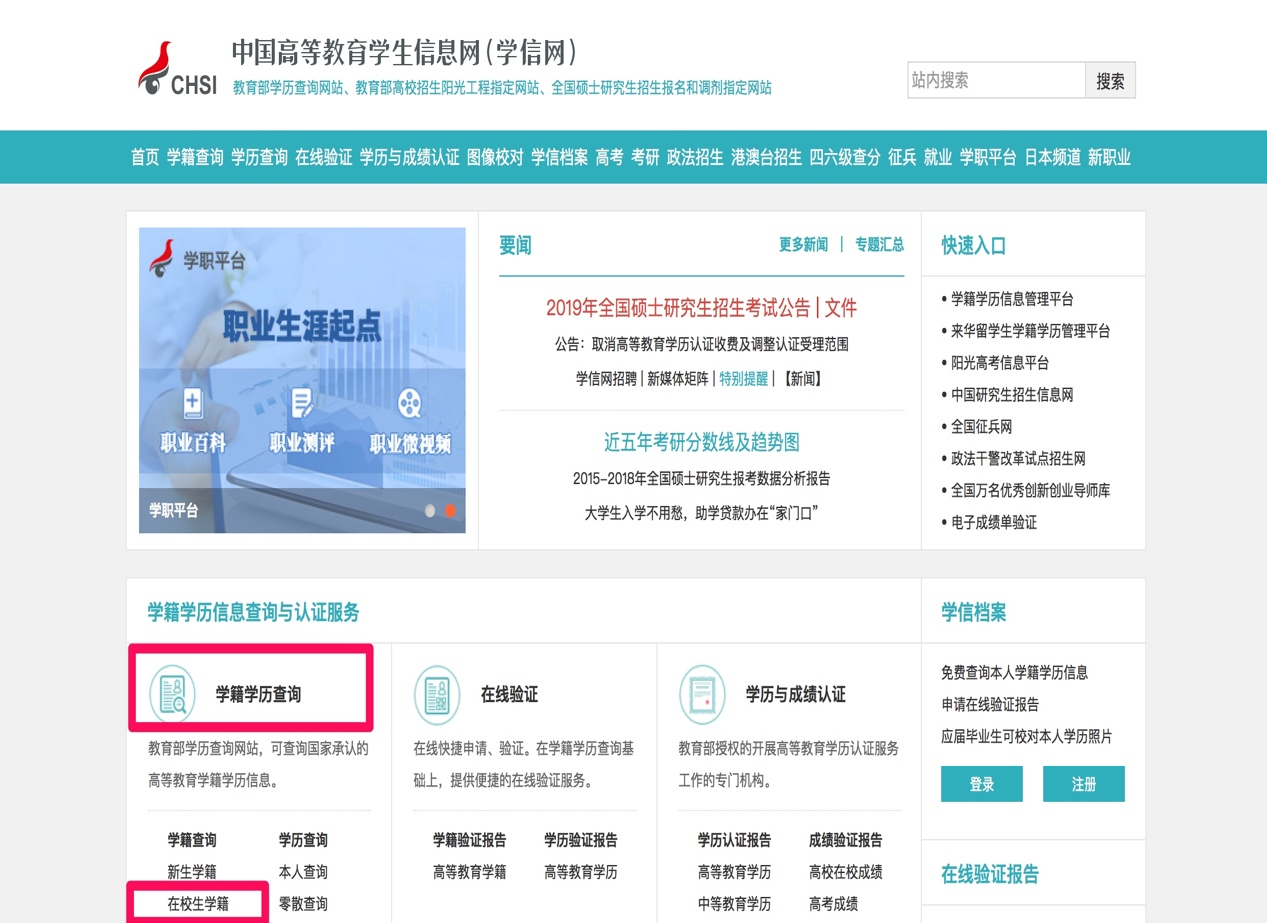 CHSI
中国高等教育学生信息网(学信网)
教育部学历查询网站、教育部高校招生阳光工程指定网站、全国硕士研究生招生报名和调剂指定网站
站内搜索
搜索
首页 学籍查询 学历查询 在线验证 学历与成绩认证 图像校对 学信档案 高考 考研 政法招生 港澳台招生 四六级查分 征兵 就业 学职平台 日本频道 新职业
学职平台
职业生涯起点
职业百科 职业测评 职业微视频
学职平台
要闻
更多新闻 | 专题汇总
2019年全国硕士研究生招生考试公告 | 文件
公告：取消高等教育学历认证收费及调整认证受理范围
学信网招聘 | 新媒体矩阵 | 特别提醒 | 【新闻】
近五年考研分数线及趋势图
2015-2018年全国硕士研究生报考数据分析报告
大学生入学不用愁，助学贷款办在“家门口”
快速入口
• 学籍学历信息管理平台
• 来华留学生学籍学历管理平台
• 阳光高考信息平台
• 中国研究生招生信息网
• 全国征兵网
• 政法干警改革试点招生网
• 全国万名优秀创新创业导师库
• 电子成绩单验证
学籍学历信息查询与认证服务
学籍学历查询
教育部学历查询网站，可查询国家承认的
高等教育学籍学历信息。
学籍查询 学历查询
新生学籍 本人查询
在校生学籍 零散查询
在线验证
在线快捷申请、验证。在学籍学历查询基
础上，提供便捷的在线验证服务。
学籍验证报告 学历验证报告
高等教育学籍 高等教育学历
学历与成绩认证
教育部授权的开展高等教育学历认证服务
工作的专门机构。
学历认证报告 成绩验证报告
高等教育学历 高校在校成绩
中等教育学历 高考成绩
学信档案
免费查询本人学籍学历信息
申请在线验证报告
应届毕业生可校对本人学历照片
登录 注册
在线验证报告